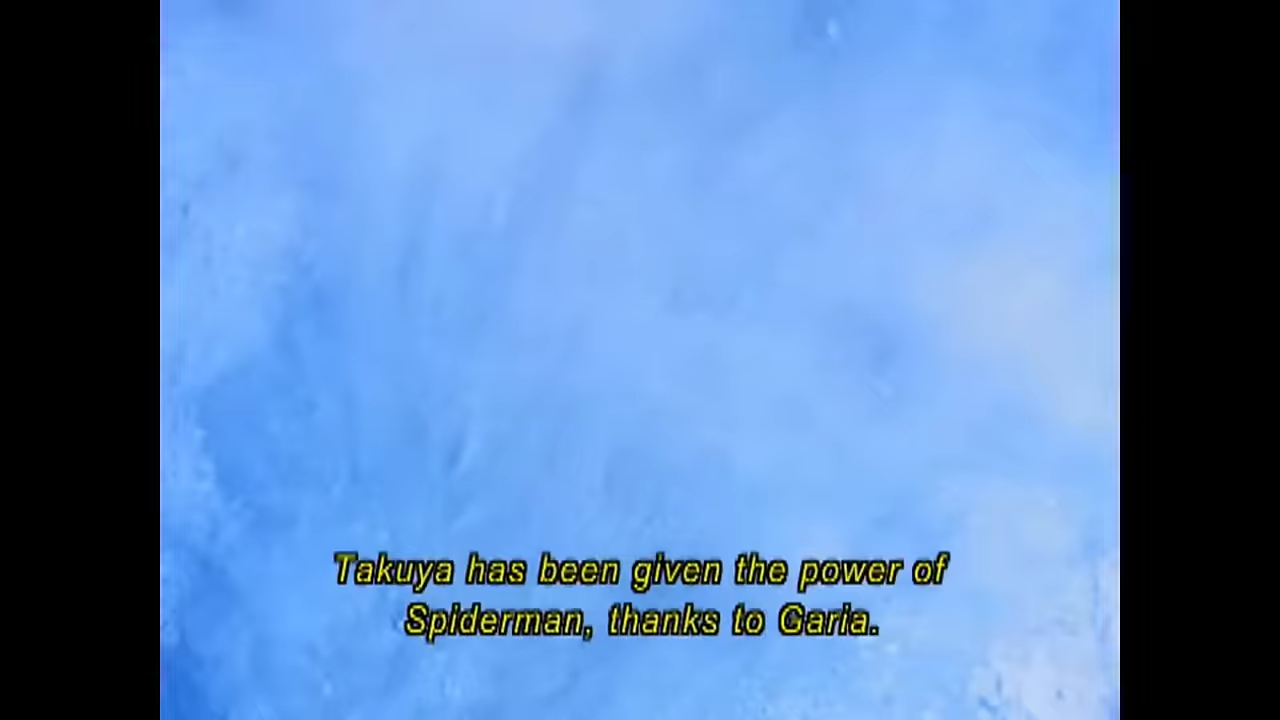 Takuya has been given the power of
Spiderman, thanks to Garia.